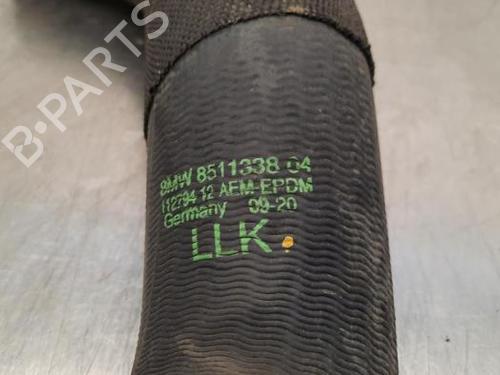 BMW 8511338 04
112794 12 AEM-EPDM
Germany 09-20
LLK.
B-PARTS